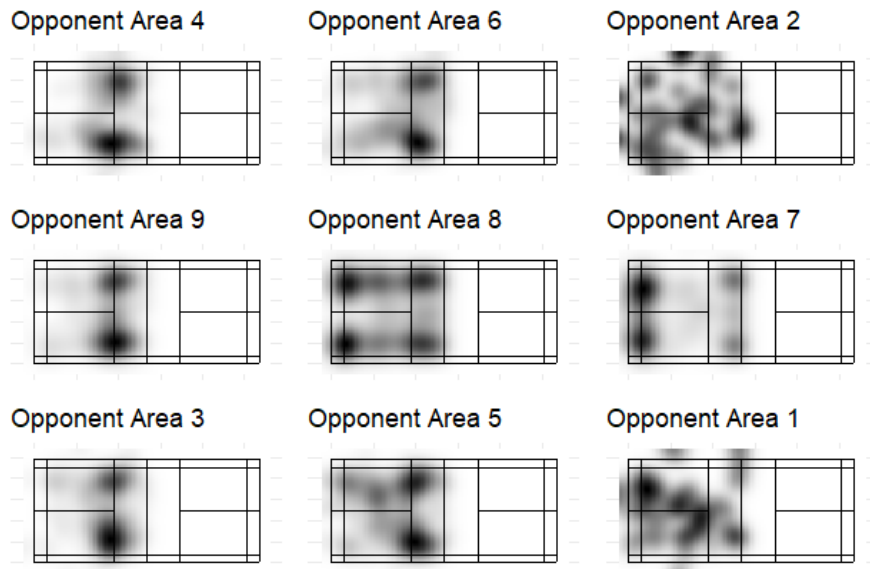 Opponent Area 4
Opponent Area 6
Opponent Area 2
Opponent Area 9
Opponent Area 8
Opponent Area 7
Opponent Area 3
Opponent Area 5
Opponent Area 1